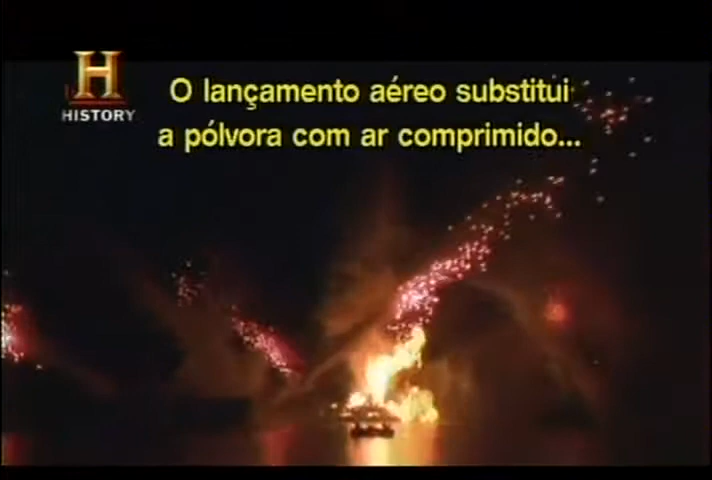 H
HISTORY
O lançamento aéreo substitui
a pólvora com ar comprimido...